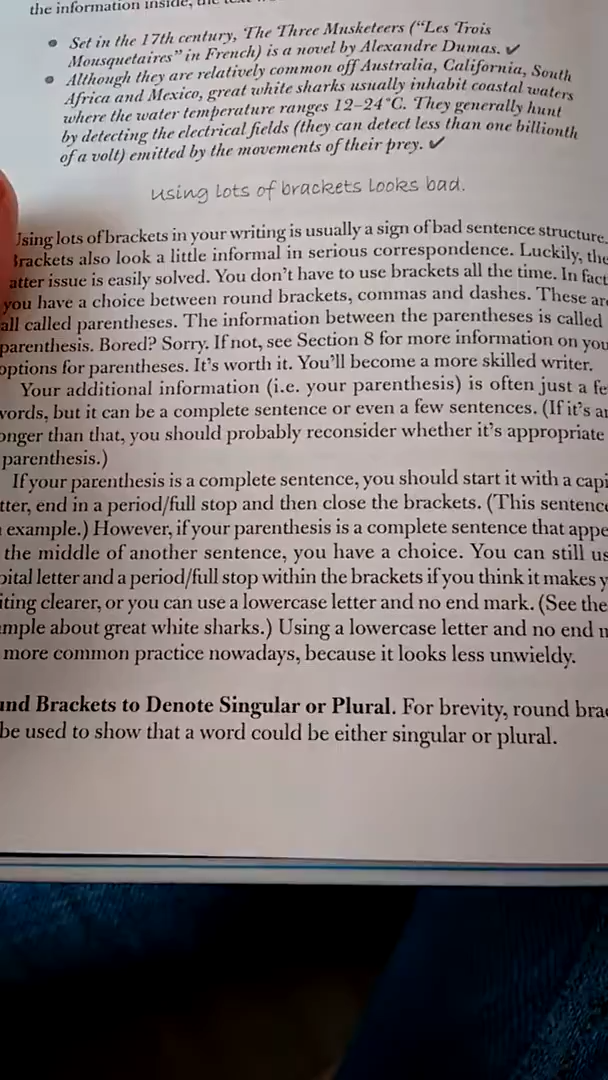 the information inside, the text
• Set in the 17th century, The Three Musketeers (“Les Trois
Mousquetaires” in French) is a novel by Alexandre Dumas. ✔
• Although they are relatively common off Australia, California, South
Africa and Mexico, great white sharks usually inhabit coastal waters
where the water temperature ranges 12–24°C. They generally hunt
by detecting the electrical fields (they can detect less than one billionth
of a volt) emitted by the movements of their prey. ✔
Using lots of brackets looks bad.
Using lots of brackets in your writing is usually a sign of bad sentence structure.
Brackets also look a little informal in serious correspondence. Luckily, the
atter issue is easily solved. You don’t have to use brackets all the time. In fact
you have a choice between round brackets, commas and dashes. These are
all called parentheses. The information between the parentheses is called
parenthesis. Bored? Sorry. If not, see Section 8 for more information on you
options for parentheses. It’s worth it. You’ll become a more skilled writer.
Your additional information (i.e. your parenthesis) is often just a fe
words, but it can be a complete sentence or even a few sentences. (If it’s a
onger than that, you should probably reconsider whether it’s appropriate
parenthesis.)
If your parenthesis is a complete sentence, you should start it with a capi
tter, end in a period/full stop and then close the brackets. (This sentence
example.) However, if your parenthesis is a complete sentence that appe
the middle of another sentence, you have a choice. You can still us
pital letter and a period/full stop within the brackets if you think it makes y
iting clearer, or you can use a lowercase letter and no end mark. (See the
mple about great white sharks.) Using a lowercase letter and no end m
more common practice nowadays, because it looks less unwieldy.
und Brackets to Denote Singular or Plural. For brevity, round brac
be used to show that a word could be either singular or plural.